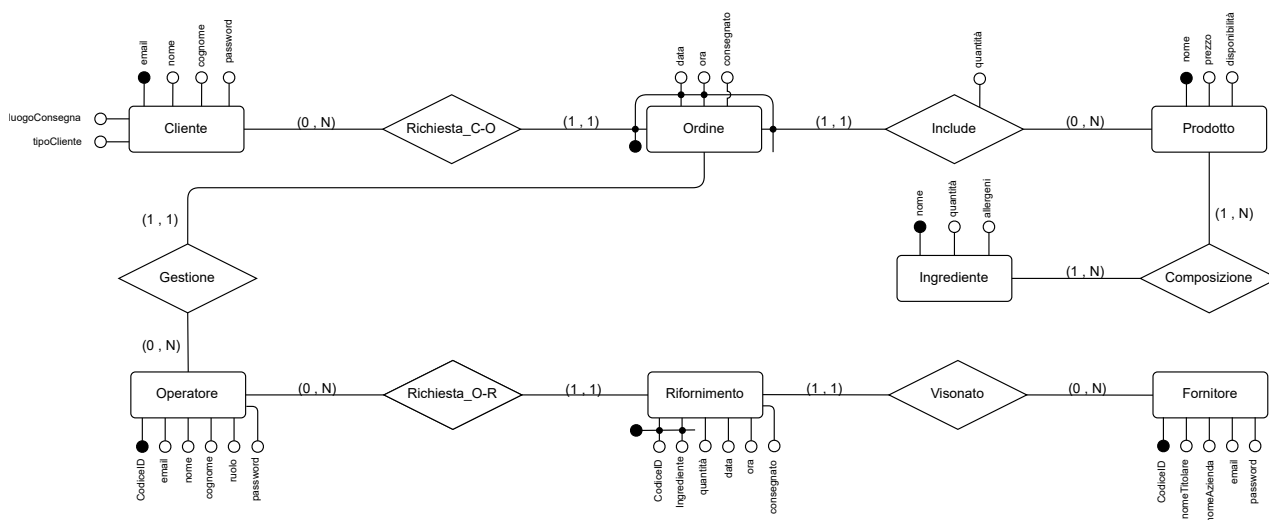 email
nome
cognome
password
luogoConsegna
tipoCliente
Cliente
(0 , N)
Richiesta_C-O
(1 , 1)
data
ora
consegnato
Ordine
(1 , 1)
quantità
Include
(0 , N)
nome
prezzo
disponibilità
Prodotto
(1 , 1)
Gestione
(0 , N)
nome
quantità
allergeni
Ingrediente
(1 , N)
(1 , N)
Composizione
Operatore
CodiceID
email
nome
cognome
ruolo
password
(0 , N)
Richiesta_O-R
(1 , 1)
Rifornimento
CodiceID
Ingrediente
quantità
data
ora
consegnato
(1 , 1)
Visonato
(0 , N)
Fornitore
CodiceID
nomeTitolare
nomeAzienda
email
password